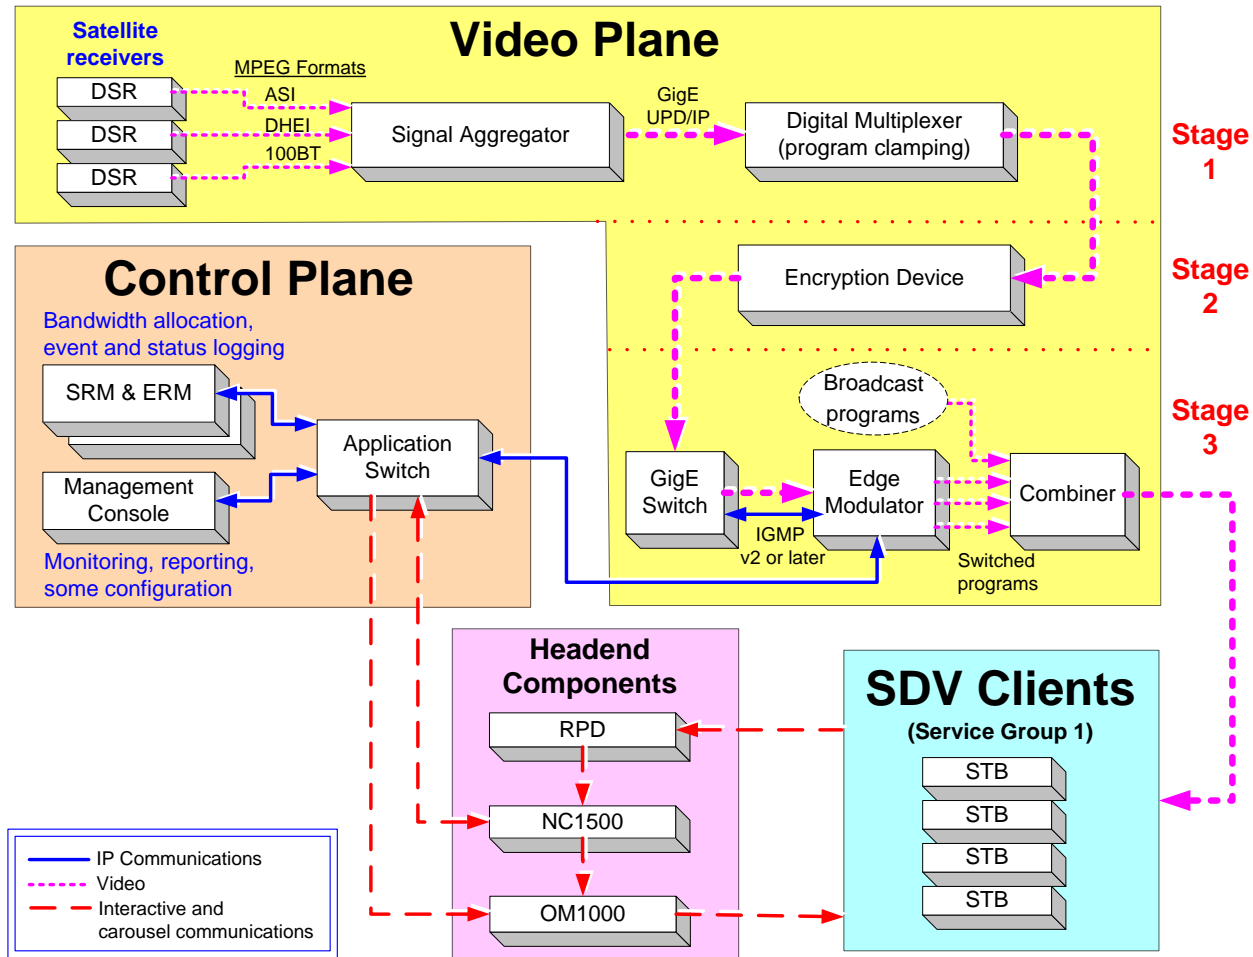 Video Plane
Satellite
receivers
MPEG Formats
DSR
ASI
DSR
DHEI
DSR
100BT
Signal Aggregator
GigE
UPD/IP
Digital Multiplexer
(program clamping)
Stage
1
Encryption Device
Stage
2
Broadcast
programs
Stage
3
GigE
Switch
Edge
Modulator
Combiner
IGMP
v2 or later
Switched
programs
Control Plane
Bandwidth allocation,
event and status logging
SRM & ERM
Application
Switch
Management
Console
Monitoring, reporting,
some configuration
Headend
Components
RPD
NC1500
OM1000
SDV Clients
(Service Group 1)
STB
STB
STB
STB
IP Communications
Video
Interactive and
carousel communications